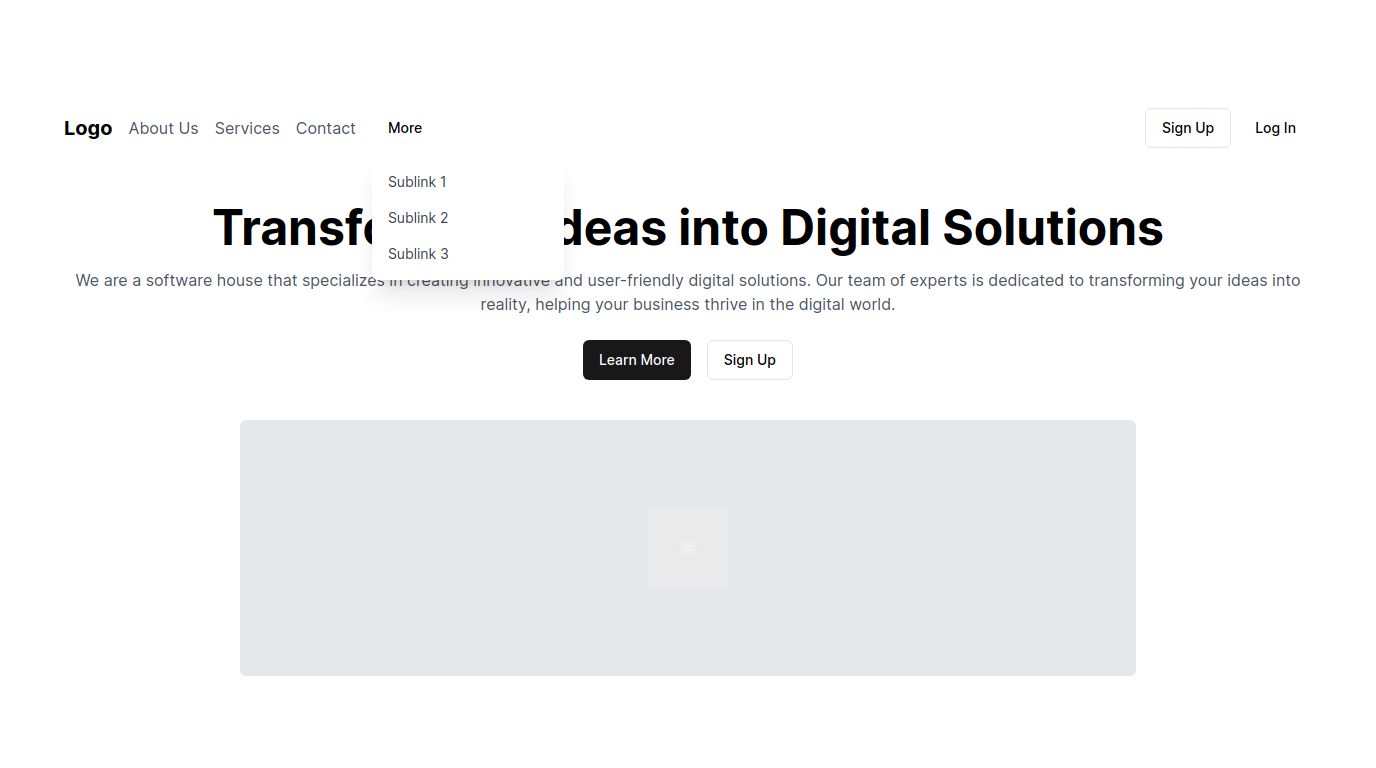 Logo About Us Services Contact More Sign Up Log In
Sublink 1
Sublink 2
Sublink 3
deas into Digital Solutions
We are a software house that specializes in creating innovative and user-friendly digital solutions. Our team of experts is dedicated to transforming your ideas into
reality, helping your business thrive in the digital world.
Learn More Sign Up